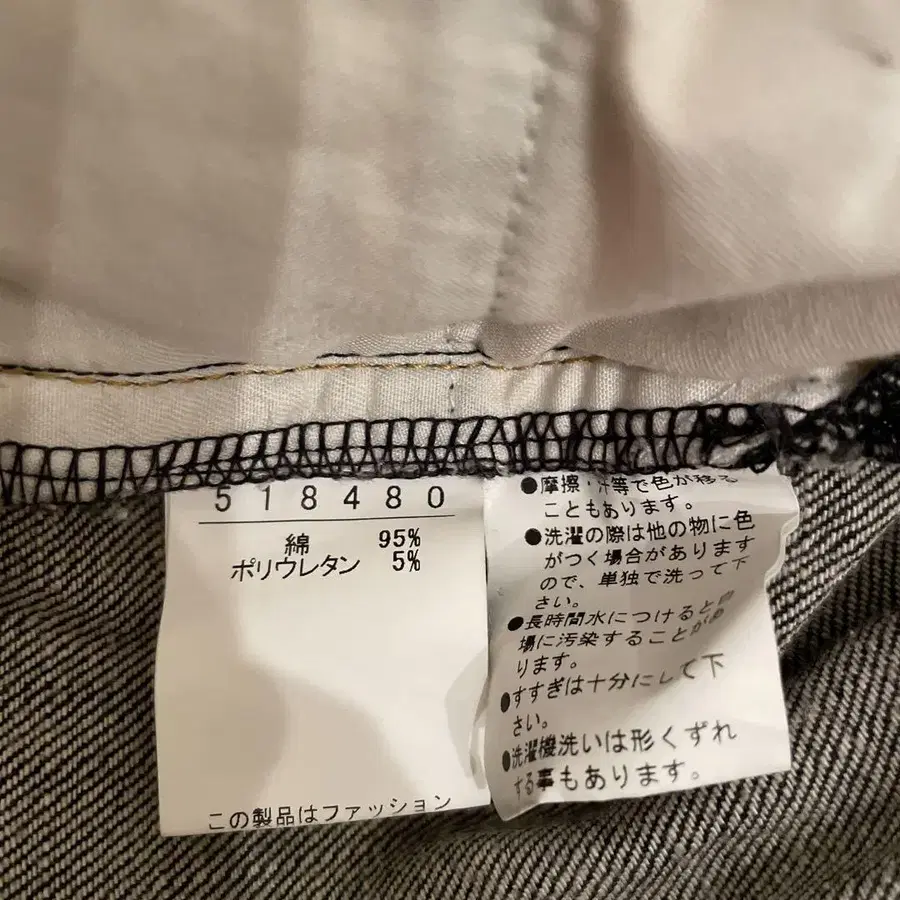 518480
綿 95%
ポリウレタン 5%
この製品はファッション
●摩擦・汗等で色が移る
こともあります。
●洗濯の際は他の物に色
がつく場合があります
ので、単独で洗って下
さい。
●長時間水につけると白
場に汚染することがあ
ります。
●すすぎは十分にして下
さい。
●洗濯機洗いは形くずれ
する事もあります。